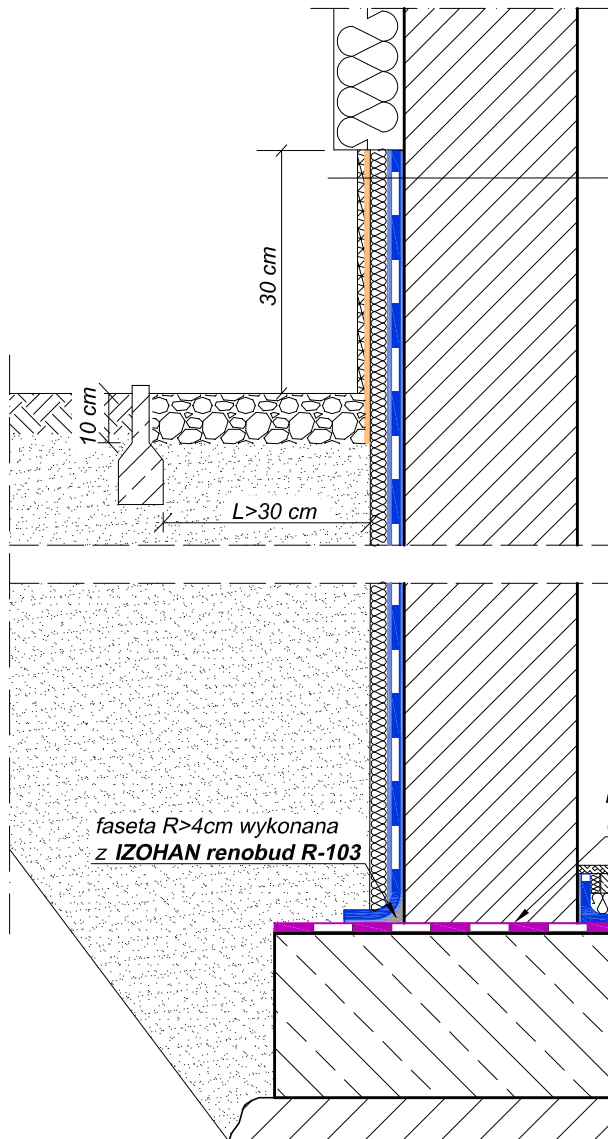 30 cm
10 cm
L>30 cm
faseta R>4cm wykonana
z IZOHAN renobud R-103